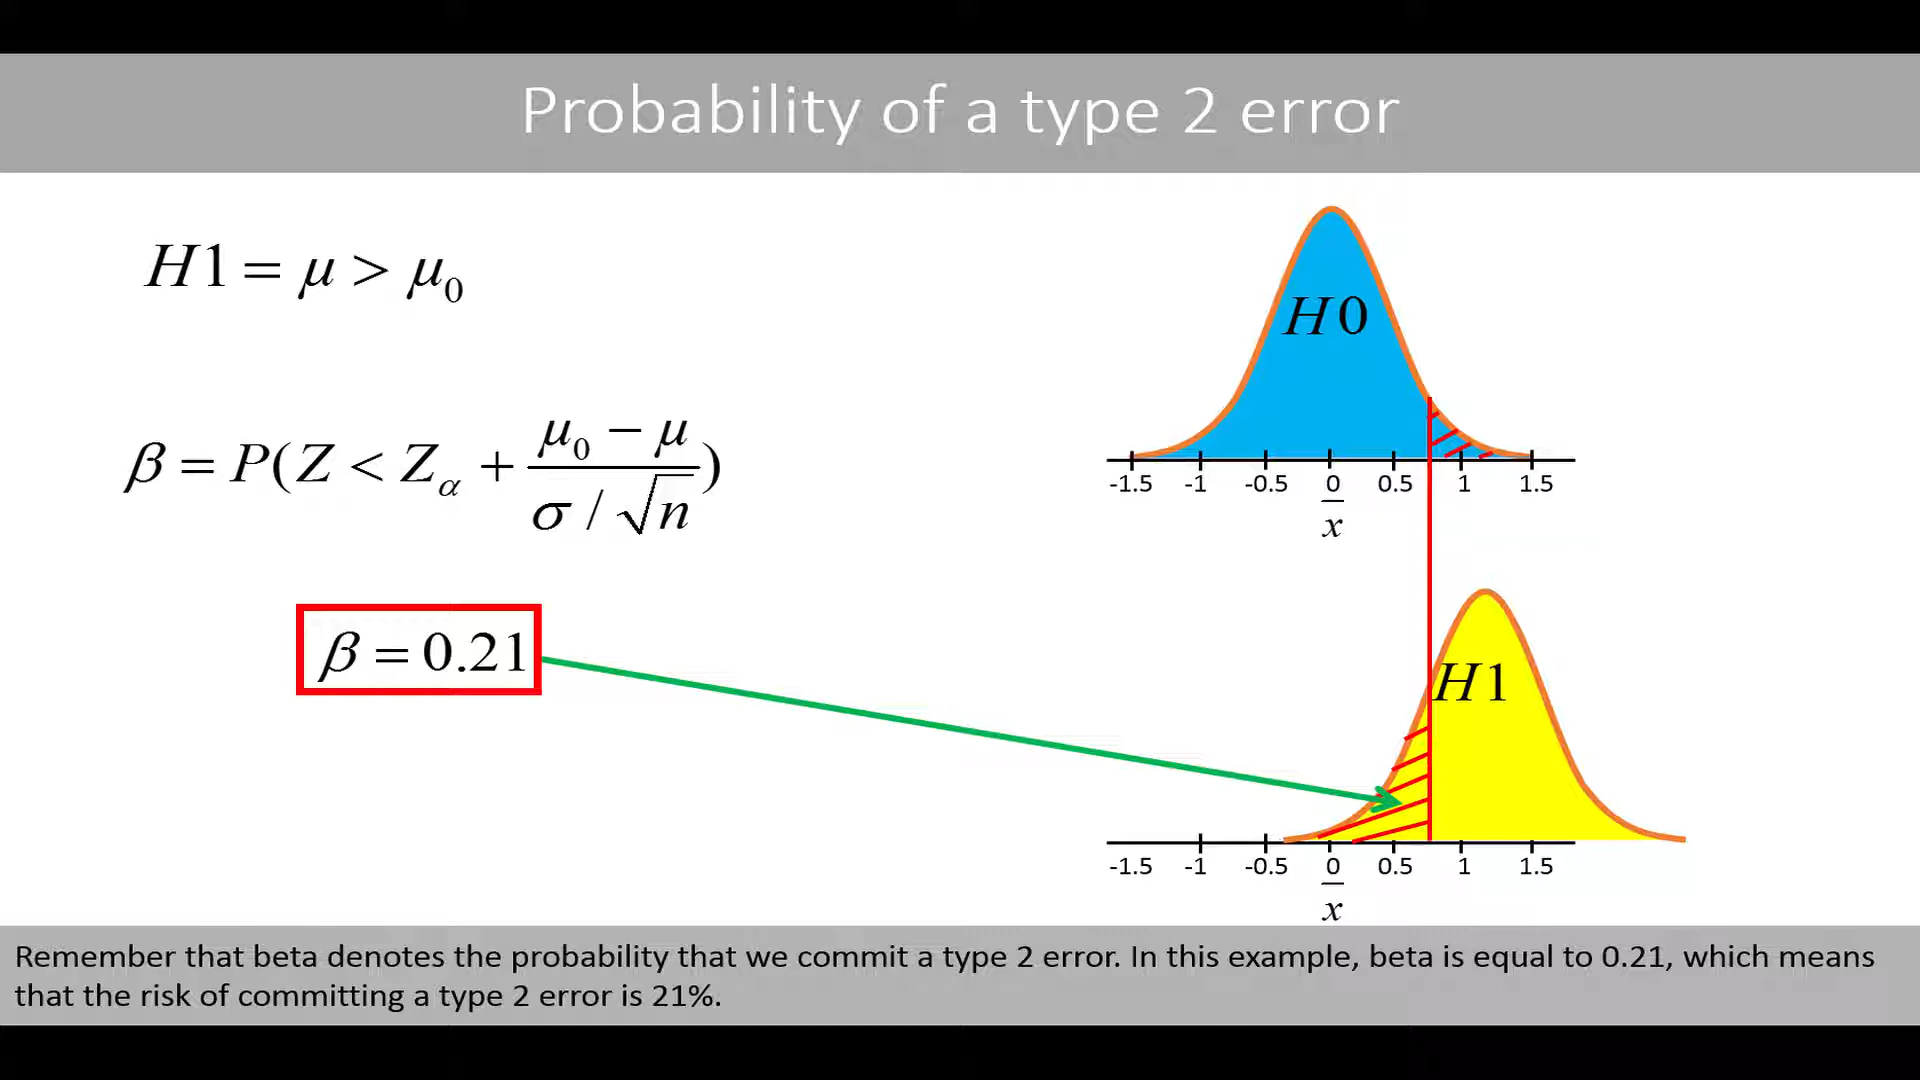 Probability of a type 2 error
H1 = μ > μ₀
β = P(Z < Zα + (μ₀ − μ) / (σ / √n))
β = 0.21
H0
-1.5 -1 -0.5 0 0.5 1 1.5
x̄
H1
-1.5 -1 -0.5 0 0.5 1 1.5
x̄
Remember that beta denotes the probability that we commit a type 2 error. In this example, beta is equal to 0.21, which means
that the risk of committing a type 2 error is 21%.